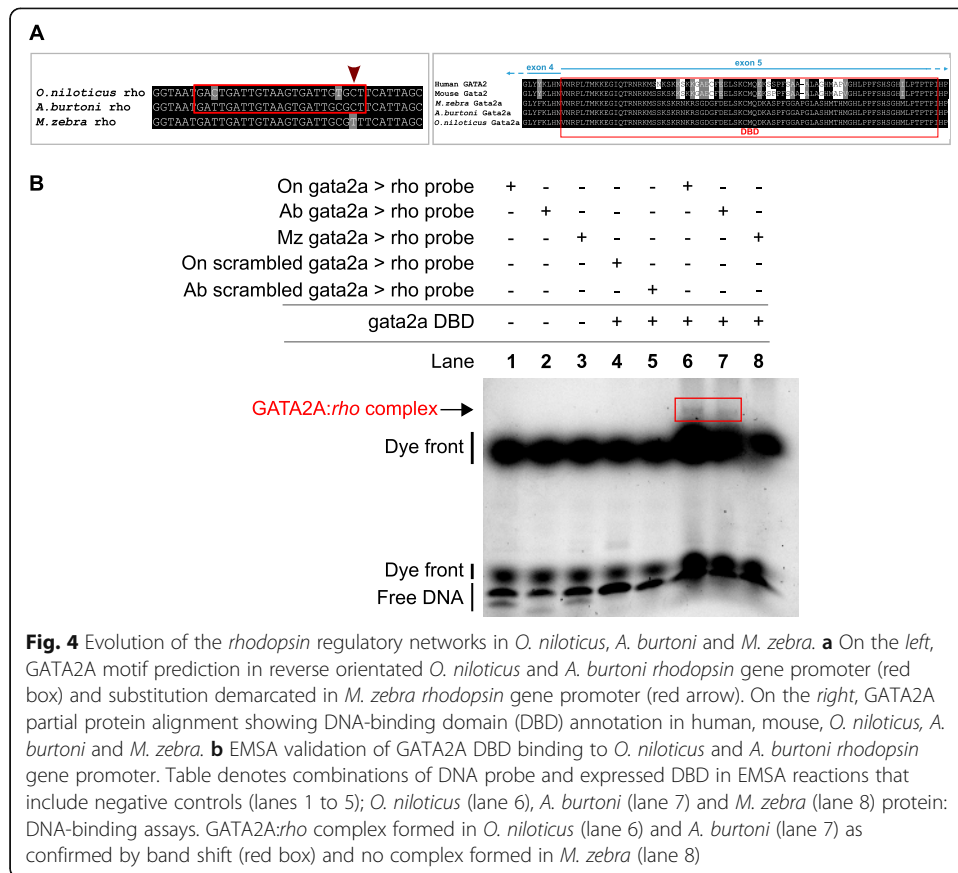 A
O.niloticus rho GGTAATGACTGATTGTAAGTGATTGTGCTTCATTAGC
A.burtoni rho GGTAATGATTGATTGTAAGTGATTGCGCTTCATTAGC
M.zebra rho GGTAATGATTGATTGTAAGTGATTGCGTTTCATTAGC
exon 4 exon 5
Human GATA2
Mouse Gata2
M.zebra Gata2a
A.burtoni Gata2a
O.niloticus Gata2a
DBD
B
On gata2a > rho probe + - - - - + - -
Ab gata2a > rho probe - + - - - - + -
Mz gata2a > rho probe - - + - - - - +
On scrambled gata2a > rho probe - - - + - - - -
Ab scrambled gata2a > rho probe - - - - + - - -
gata2a DBD - - - + + + + +
Lane 1 2 3 4 5 6 7 8
GATA2A:rho complex
Dye front
Dye front
Free DNA
Fig. 4 Evolution of the rhodopsin regulatory networks in O. niloticus, A. burtoni and M. zebra. a On the left,
GATA2A motif prediction in reverse orientated O. niloticus and A. burtoni rhodopsin gene promoter (red
box) and substitution demarcated in M. zebra rhodopsin gene promoter (red arrow). On the right, GATA2A
partial protein alignment showing DNA-binding domain (DBD) annotation in human, mouse, O. niloticus, A.
burtoni and M. zebra. b EMSA validation of GATA2A DBD binding to O. niloticus and A. burtoni rhodopsin
gene promoter. Table denotes combinations of DNA probe and expressed DBD in EMSA reactions that
include negative controls (lanes 1 to 5); O. niloticus (lane 6), A. burtoni (lane 7) and M. zebra (lane 8) protein:
DNA-binding assays. GATA2A:rho complex formed in O. niloticus (lane 6) and A. burtoni (lane 7) as
confirmed by band shift (red box) and no complex formed in M. zebra (lane 8)